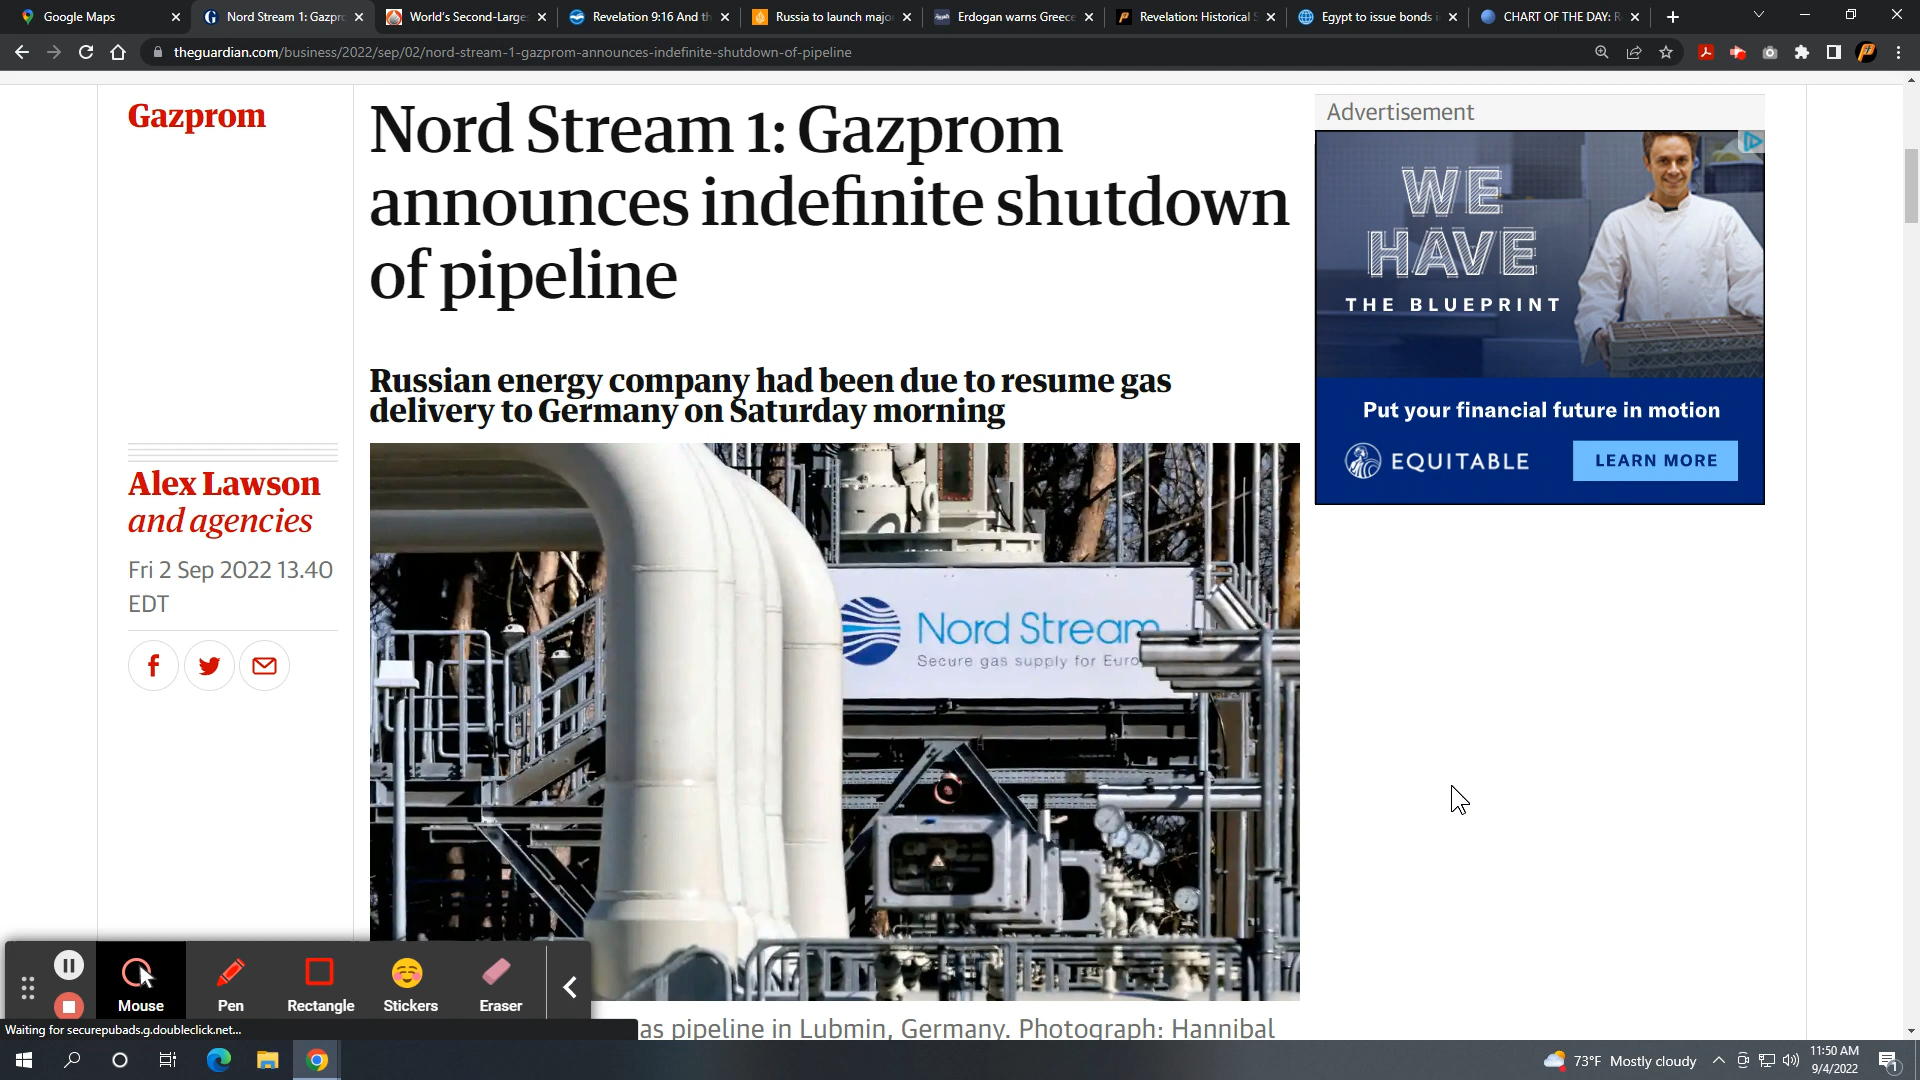 Google Maps
Nord Stream 1: Gazpr
World's Second-Large
Revelation 9:16 And th
Russia to launch majo
Erdogan warns Greece
Revelation: Historical S
Egypt to issue bonds i
CHART OF THE DAY: R
theguardian.com/business/2022/sep/02/nord-stream-1-gazprom-announces-indefinite-shutdown-of-pipeline
Gazprom
Nord Stream 1: Gazprom
announces indefinite shutdown
of pipeline
Russian energy company had been due to resume gas
delivery to Germany on Saturday morning
Alex Lawson
and agencies
Fri 2 Sep 2022 13.40
EDT
Advertisement
WE
HAVE
THE BLUEPRINT
Put your financial future in motion
EQUITABLE
LEARN MORE
Nord Stream
Secure gas supply for Euro
as pipeline in Lubmin, Germany. Photograph: Hannibal
Mouse
Pen
Rectangle
Stickers
Eraser
Waiting for securepubads.g.doubleclick.net...
73°F Mostly cloudy
11:50 AM
9/4/2022
1